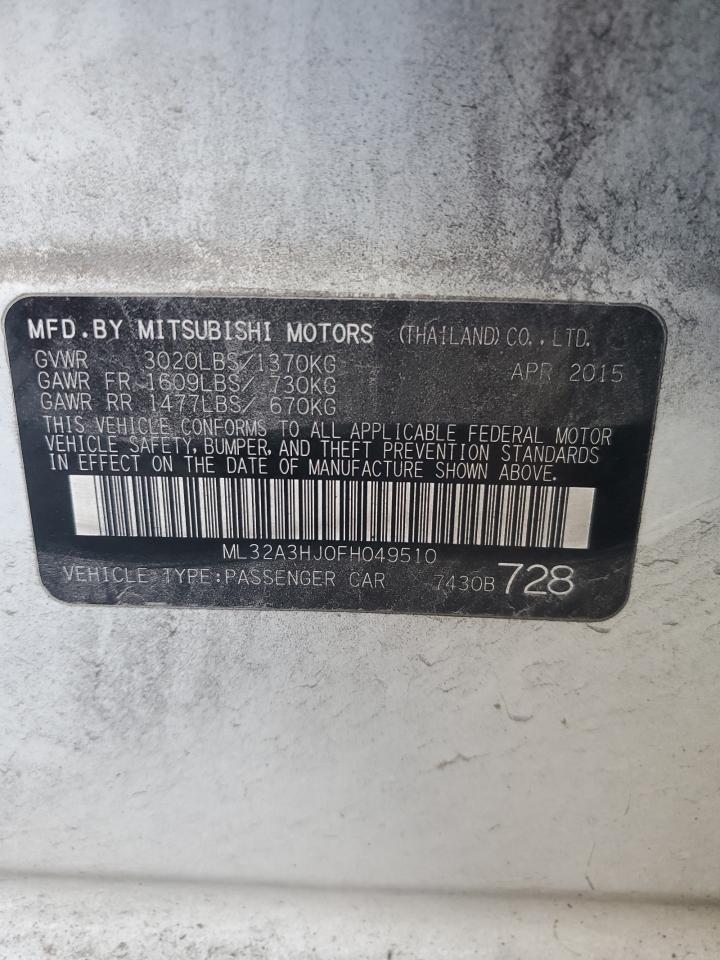 MFD.BY MITSUBISHI MOTORS (THAILAND)CO.,LTD.
GVWR 3020LBS/1370KG APR 2015
GAWR FR 1609LBS/ 730KG
GAWR RR 1477LBS/ 670KG
THIS VEHICLE CONFORMS TO ALL APPLICABLE FEDERAL MOTOR
VEHICLE SAFETY, BUMPER, AND THEFT PREVENTION STANDARDS
IN EFFECT ON THE DATE OF MANUFACTURE SHOWN ABOVE.
ML32A3HJ0FH049510
VEHICLE TYPE:PASSENGER CAR 7430B 728